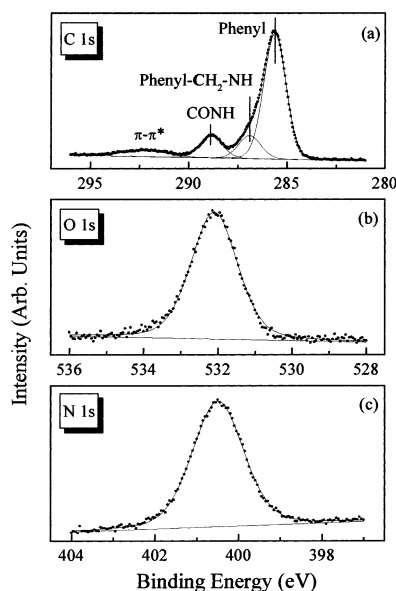 C 1s
(a)
Phenyl
Phenyl-CH₂-NH
CONH
π-π*
295 290 285 280
O 1s
(b)
536 534 532 530 528
N 1s
(c)
404 402 400 398
Intensity (Arb. Units)
Binding Energy (eV)